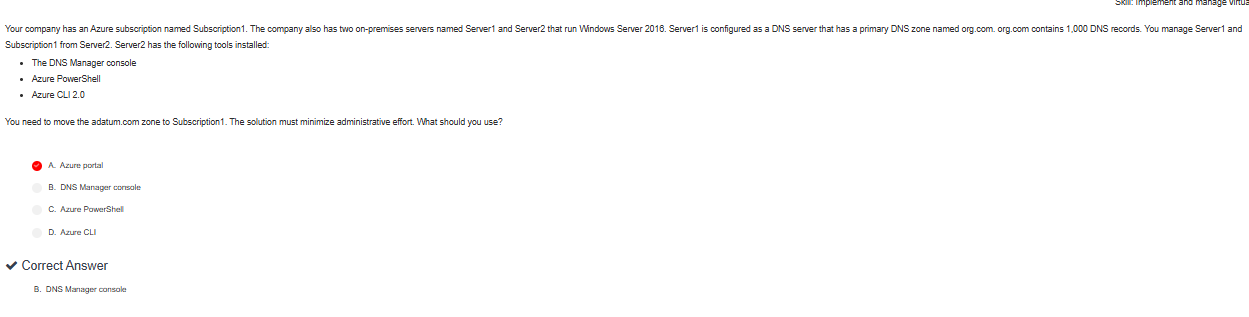 Skill: Implement and manage virtua
Your company has an Azure subscription named Subscription1. The company also has two on-premises servers named Server1 and Server2 that run Windows Server 2016. Server1 is configured as a DNS server that has a primary DNS zone named org.com. org.com contains 1,000 DNS records. You manage Server1 and
Subscription1 from Server2. Server2 has the following tools installed:
• The DNS Manager console
• Azure PowerShell
• Azure CLI 2.0
You need to move the adatum.com zone to Subscription1. The solution must minimize administrative effort. What should you use?
A. Azure portal
B. DNS Manager console
C. Azure PowerShell
D. Azure CLI
✔ Correct Answer
B. DNS Manager console